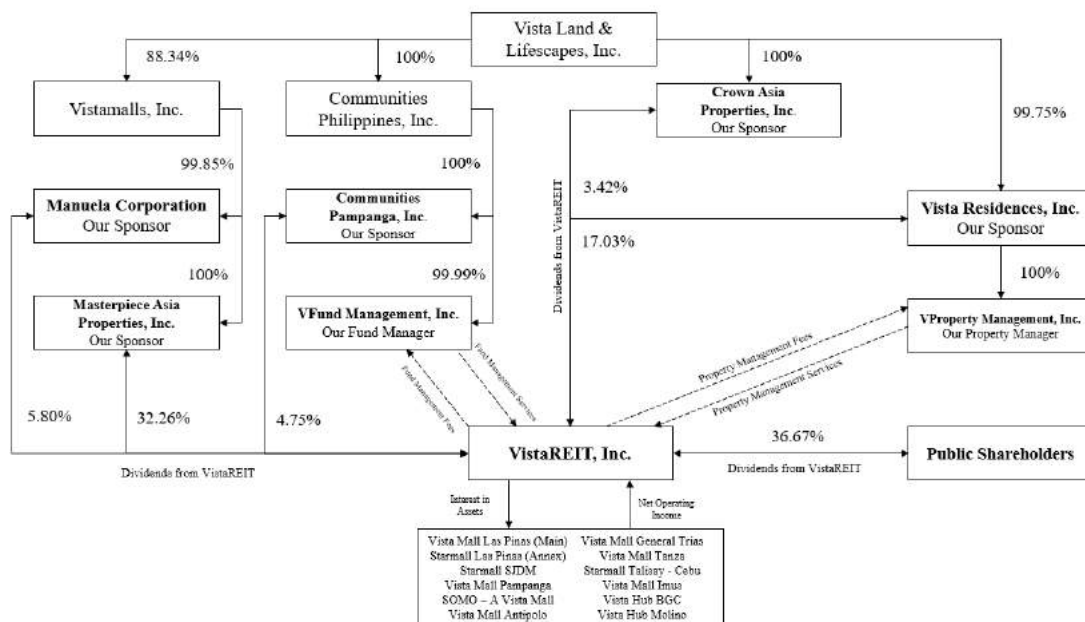 Vista Land &
Lifescapes, Inc.
88.34%
100%
100%
99.75%
Vistamalls, Inc.
Communities
Philippines, Inc.
Crown Asia
Properties, Inc.
Our Sponsor
99.85%
100%
3.42%
Dividends from VistaREIT
17.03%
Manuela Corporation
Our Sponsor
Communities
Pampanga, Inc.
Our Sponsor
Vista Residences, Inc.
Our Sponsor
100%
99.99%
100%
Masterpiece Asia
Properties, Inc.
Our Sponsor
VFund Management, Inc.
Our Fund Manager
VProperty Management, Inc.
Our Property Manager
Fund Management Fees
Fund Management Services
Property Management Fees
Property Management Services
5.80%
32.26%
4.75%
Dividends from VistaREIT
VistaREIT, Inc.
36.67%
Dividends from VistaREIT
Public Shareholders
Interest in
Assets
Net Operating
Income
Vista Mall Las Pinas (Main)
Starmall Las Pinas (Annex)
Starmall SJDM
Vista Mall Pampanga
SOMO – A Vista Mall
Vista Mall Antipolo
Vista Mall General Trias
Vista Mall Tanza
Starmall Talisay - Cebu
Vista Mall Imus
Vista Hub BGC
Vista Hub Molino